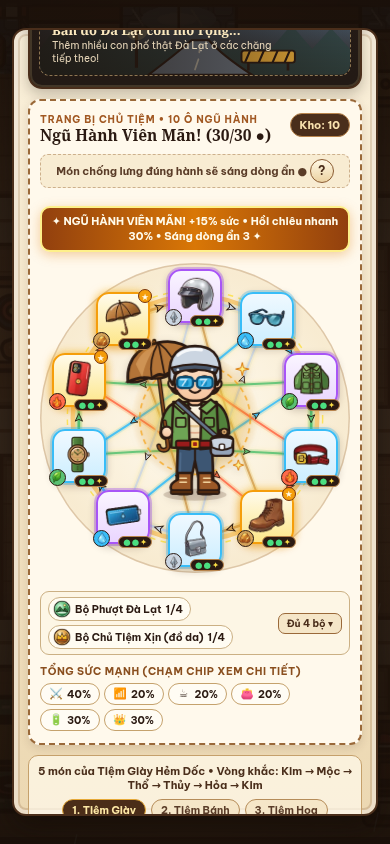 Bản đồ Đà Lạt còn mở rộng...
Thêm nhiều con phố thật Đà Lạt ở các chặng
tiếp theo!
TRANG BỊ CHỦ TIỆM • 10 Ô NGŨ HÀNH
Ngũ Hành Viên Mãn! (30/30 ●)
Kho: 10
Món chống lưng đúng hành sẽ sáng dòng ẩn ● ?
✦ NGŨ HÀNH VIÊN MÃN! +15% sức • Hồi chiêu nhanh
30% • Sáng dòng ẩn 3 ✦
Bộ Phượt Đà Lạt 1/4
Bộ Chủ Tiệm Xịn (đồ da) 1/4
Đủ 4 bộ ▾
TỔNG SỨC MẠNH (CHẠM CHIP XEM CHI TIẾT)
40%
20%
20%
20%
30%
30%
5 món của Tiệm Giày Hẻm Dốc • Vòng khắc: Kim → Mộc →
Thổ → Thủy → Hỏa → Kim
1. Tiệm Giày
2. Tiệm Bánh
3. Tiệm Hoa